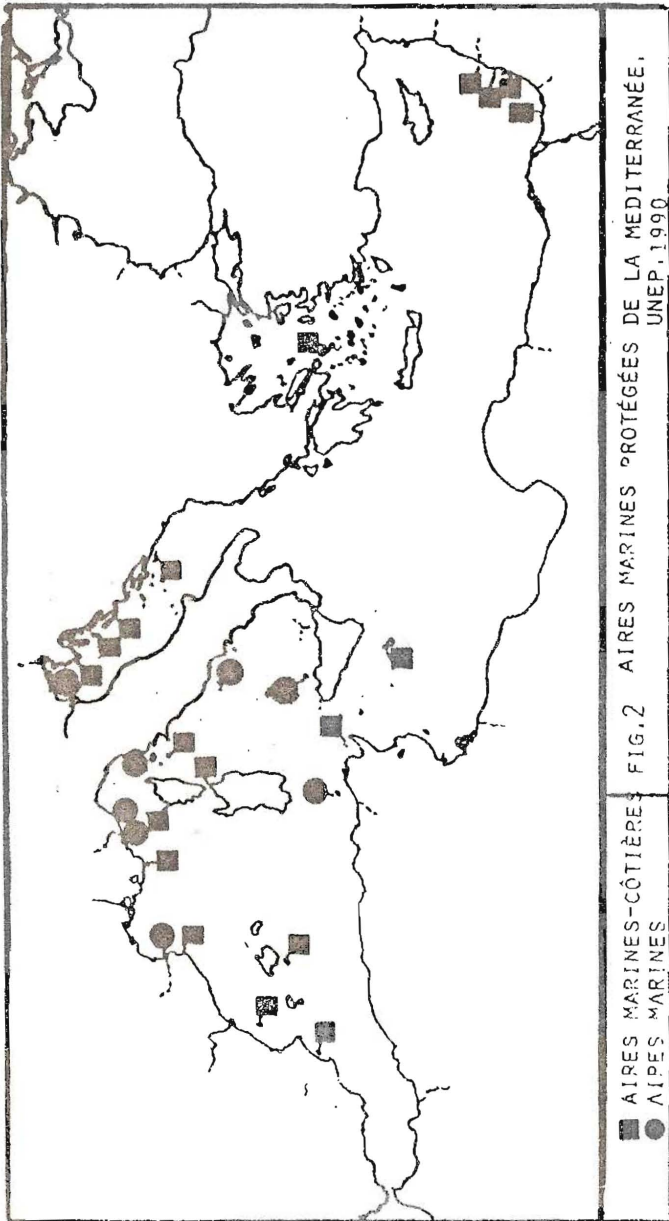 AIRES MARINES-CÔTIÈRES
AIRES MARINES
FIG.2 AIRES MARINES PROTÉGÉES DE LA MEDITERRANÉE,
UNEP, 1990